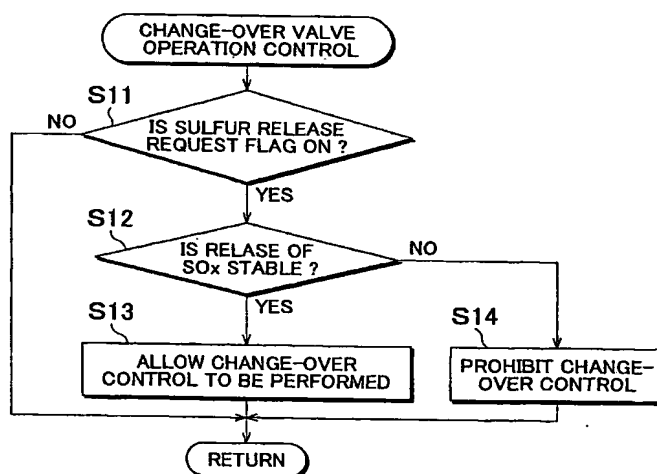 CHANGE-OVER VALVE
OPERATION CONTROL
S11
NO
IS SULFUR RELEASE
REQUEST FLAG ON ?
YES
S12
NO
IS RELASE OF
SOx STABLE ?
YES
S13
S14
ALLOW CHANGE-OVER
CONTROL TO BE PERFORMED
PROHIBIT CHANGE-
OVER CONTROL
RETURN